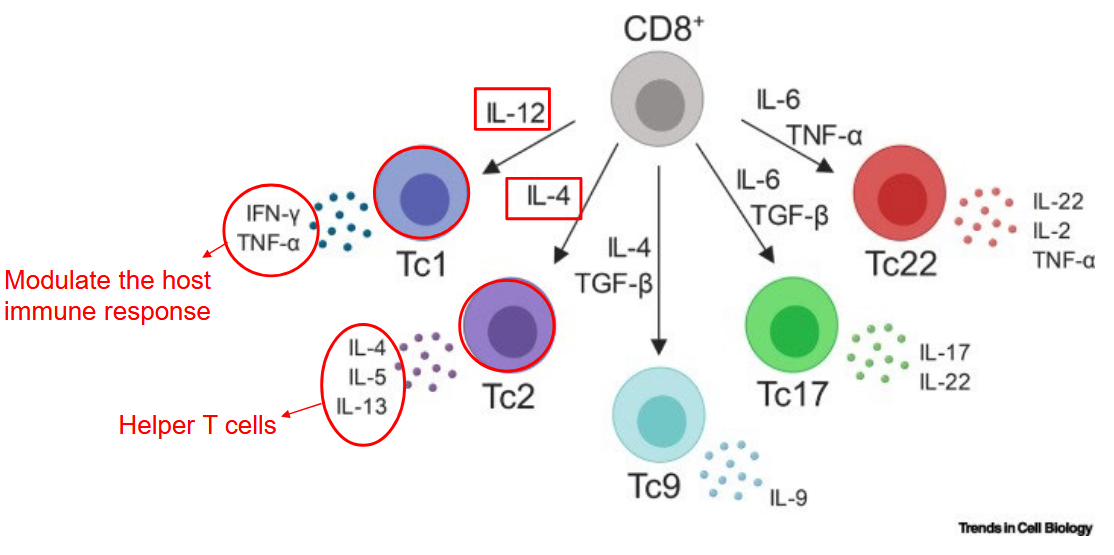 CD8⁺
IL-12
IL-6
TNF-α
IL-4
IL-6
TGF-β
IFN-γ
TNF-α
Tc1
IL-4
TGF-β
Tc22
IL-22
IL-2
TNF-α
Modulate the host
immune response
IL-4
IL-5
IL-13
Tc2
Tc17
IL-17
IL-22
Helper T cells
Tc9
IL-9
Trends in Cell Biology